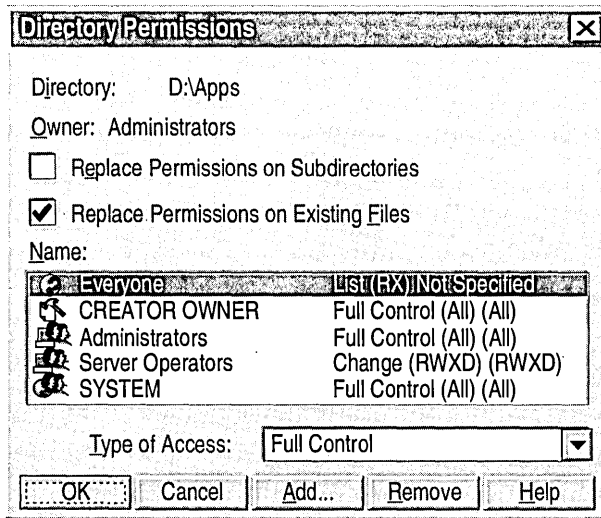 Directory Permissions
Directory: D:\Apps
Owner: Administrators
Replace Permissions on Subdirectories
Replace Permissions on Existing Files
Name:
Everyone List (RX) Not Specified
CREATOR OWNER Full Control (All) (All)
Administrators Full Control (All) (All)
Server Operators Change (RWXD) (RWXD)
SYSTEM Full Control (All) (All)
Type of Access: Full Control
OK Cancel Add... Remove Help